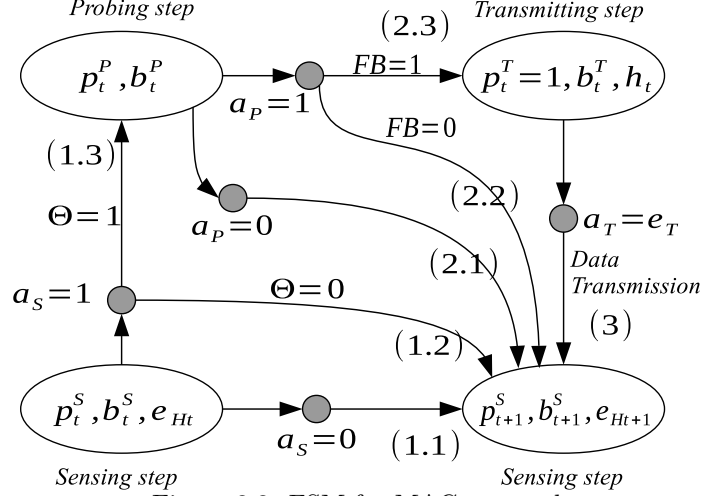 Probing step
Transmitting step
(2.3)
p_t^P, b_t^P
FB=1
p_t^T=1, b_t^T, h_t
a_P=1
FB=0
(1.3)
(2.2)
Θ=1
a_P=0
a_T=e_T
(2.1)
Data
Transmission
a_S=1
Θ=0
(3)
(1.2)
p_t^S, b_t^S, e_{Ht}
p_{t+1}^S, b_{t+1}^S, e_{Ht+1}
a_S=0
(1.1)
Sensing step
Sensing step